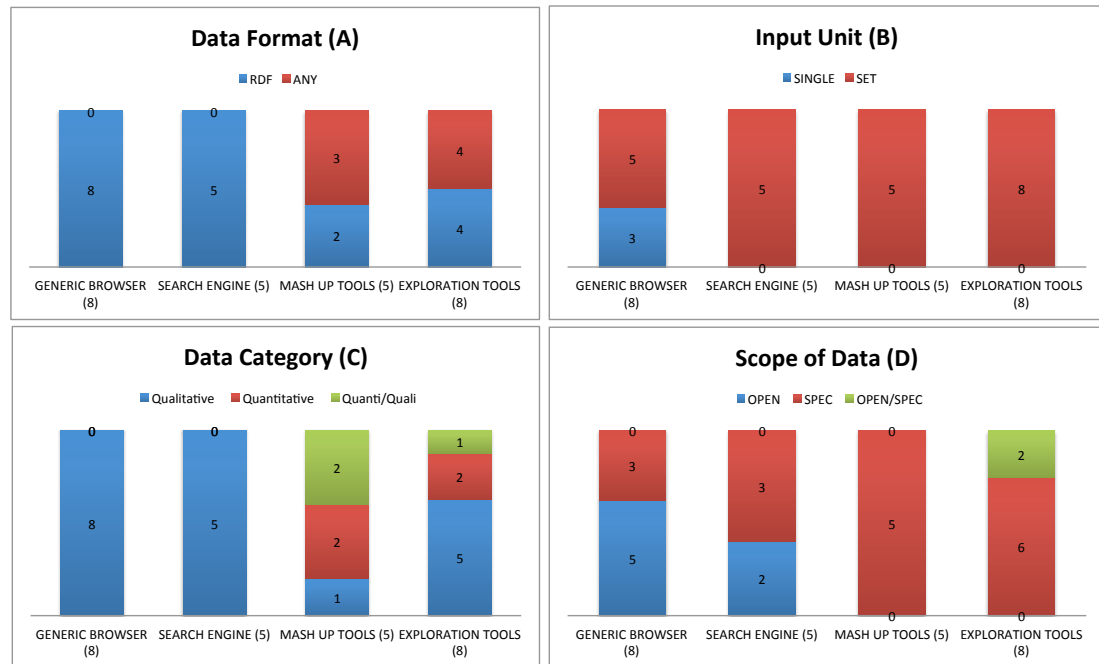 Data Format (A)
RDF ANY
0 0
3 4
8 5
2 4
GENERIC BROWSER (8) SEARCH ENGINE (5) MASH UP TOOLS (5) EXPLORATION TOOLS (8)
Input Unit (B)
SINGLE SET
5 5 5 8
3
0 0 0
GENERIC BROWSER (8) SEARCH ENGINE (5) MASH UP TOOLS (5) EXPLORATION TOOLS (8)
Data Category (C)
Qualitative Quantitative Quanti/Quali
0 0
1
2 2
8 5
2 5
1
GENERIC BROWSER (8) SEARCH ENGINE (5) MASH UP TOOLS (5) EXPLORATION TOOLS (8)
Scope of Data (D)
OPEN SPEC OPEN/SPEC
0 0 0
2
3 3
5 6
5 2
0 0
GENERIC BROWSER (8) SEARCH ENGINE (5) MASH UP TOOLS (5) EXPLORATION TOOLS (8)